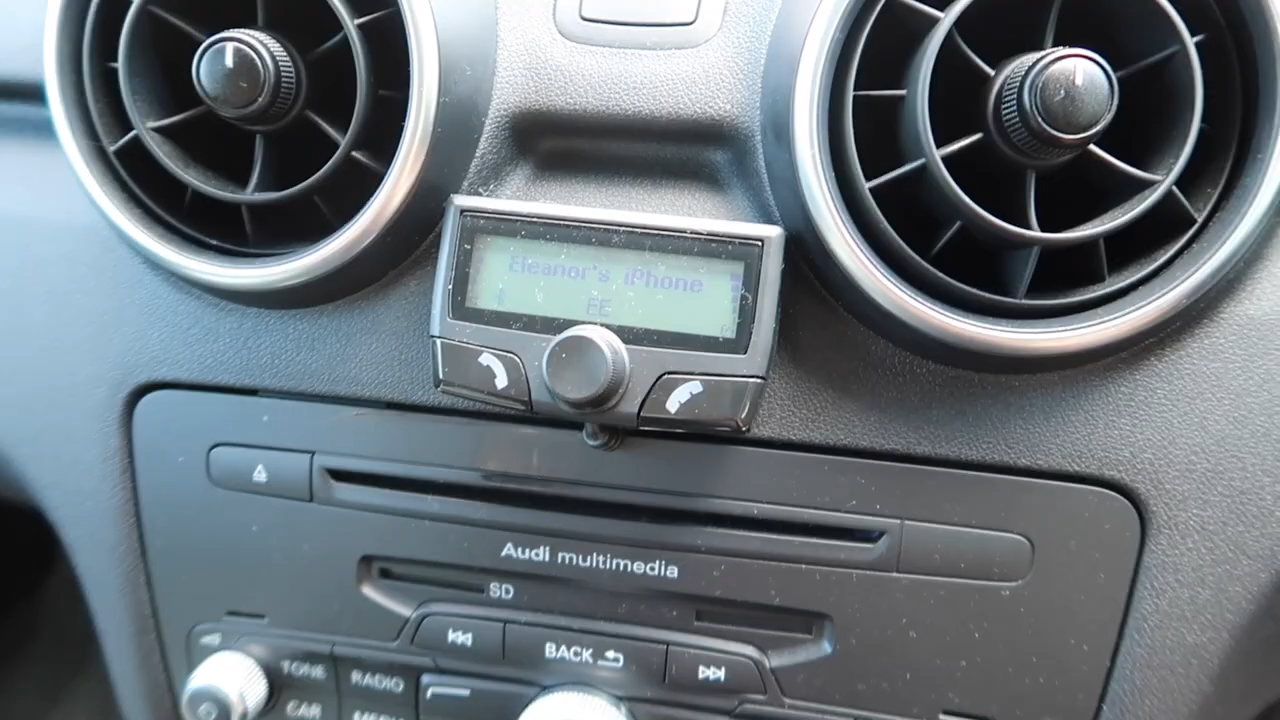 Eleanor's iPhone
EE
Audi multimedia
SD
BACK
TONE
RADIO
CAR